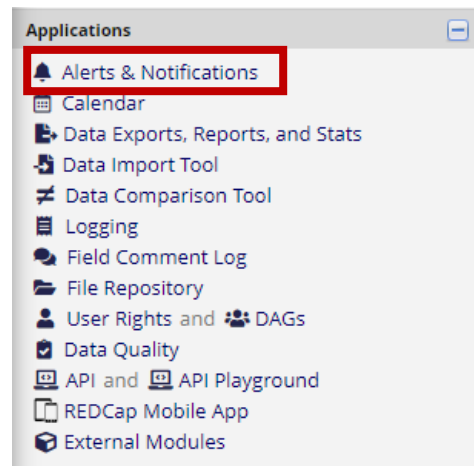 Applications
Alerts & Notifications
Calendar
Data Exports, Reports, and Stats
Data Import Tool
Data Comparison Tool
Logging
Field Comment Log
File Repository
User Rights and DAGs
Data Quality
API and API Playground
REDCap Mobile App
External Modules